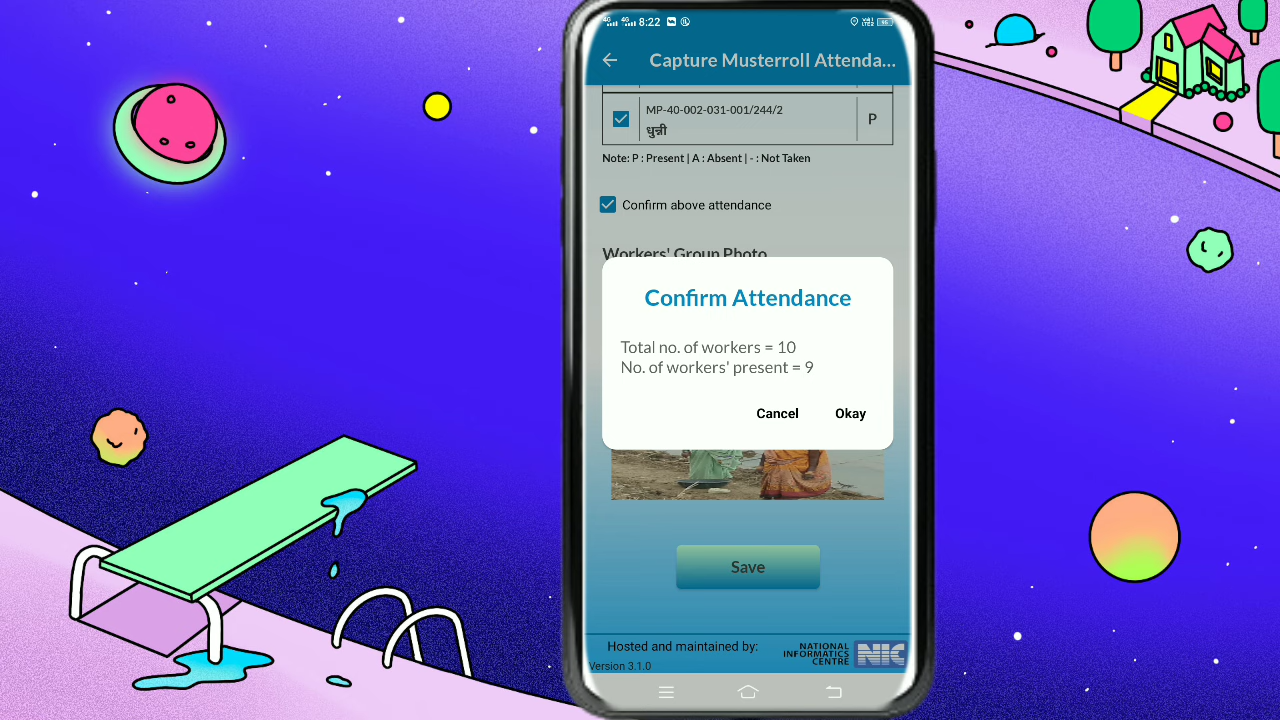 8:22
Capture Musterroll Attenda...
MP-40-002-031-001/244/2
धुन्नी
P
Note: P : Present | A : Absent | - : Not Taken
Confirm above attendance
Workers' Group Photo
Confirm Attendance
Total no. of workers = 10
No. of workers' present = 9
Cancel Okay
Save
Hosted and maintained by:
NATIONAL
INFORMATICS
CENTRE
NIC
Version 3.1.0